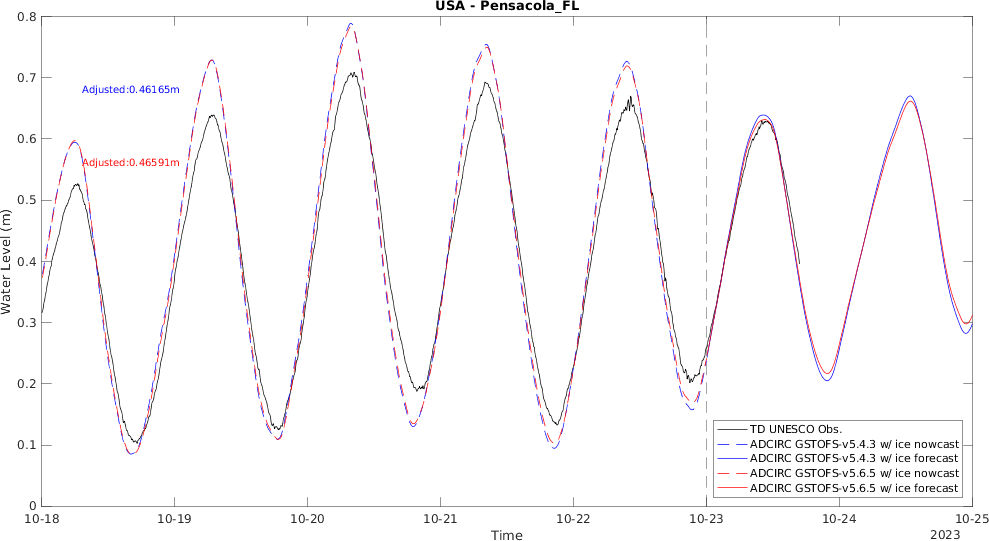 USA - Pensacola_FL
0.8
0.7
0.6
0.5
0.4
0.3
0.2
0.1
0
Water Level (m)
Adjusted:0.46165m
Adjusted:0.46591m
TD UNESCO Obs.
ADCIRC GSTOFS-v5.4.3 w/ ice nowcast
ADCIRC GSTOFS-v5.4.3 w/ ice forecast
ADCIRC GSTOFS-v5.6.5 w/ ice nowcast
ADCIRC GSTOFS-v5.6.5 w/ ice forecast
10-18 10-19 10-20 10-21 10-22 10-23 10-24 10-25
Time
2023